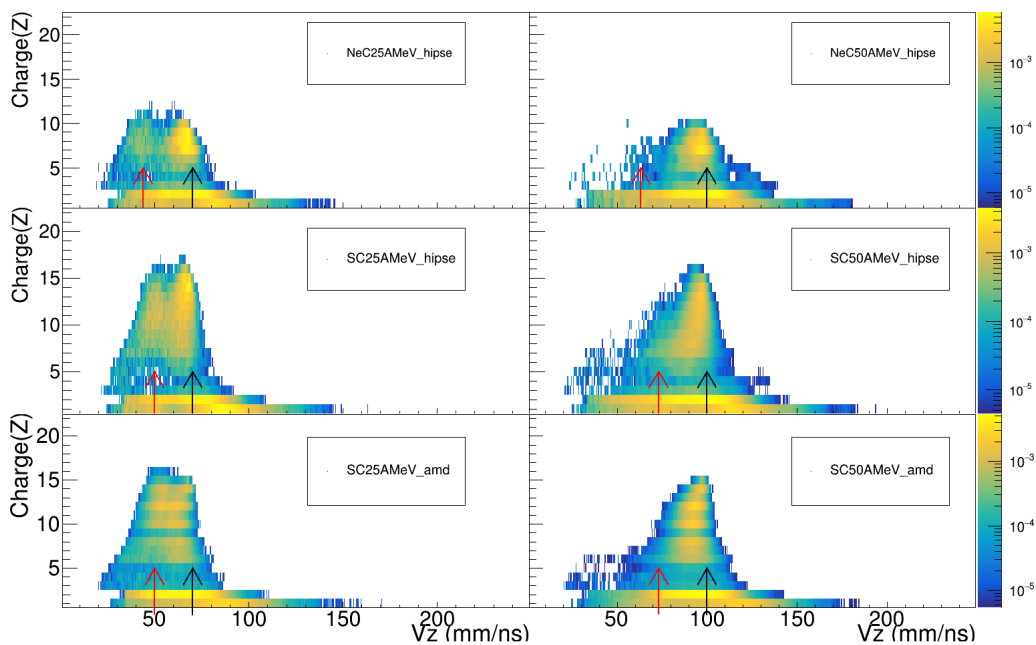 Charge(Z)
20
15
10
5
NeC25AMeV_hipse
NeC50AMeV_hipse
10⁻³
10⁻⁴
10⁻⁵
Charge(Z)
20
15
10
5
SC25AMeV_hipse
SC50AMeV_hipse
10⁻³
10⁻⁴
10⁻⁵
Charge(Z)
20
15
10
5
SC25AMeV_amd
SC50AMeV_amd
10⁻³
10⁻⁴
10⁻⁵
50 100 150 200
Vz (mm/ns)
50 100 150 200
Vz (mm/ns)